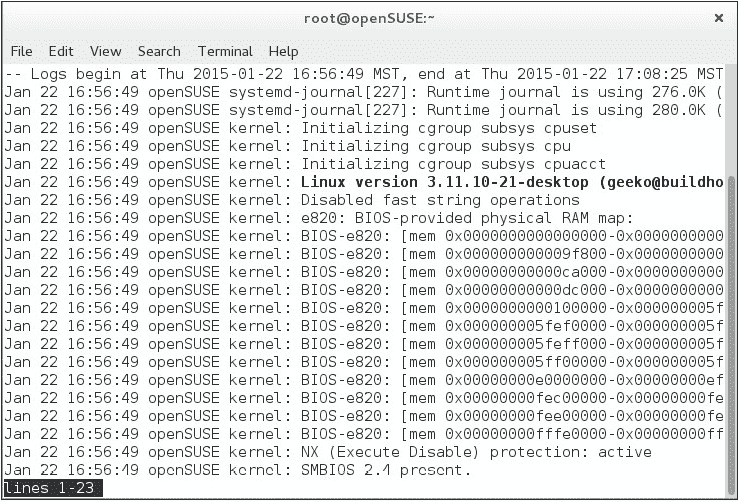 root@openSUSE:~ ×
File Edit View Search Terminal Help
-- Logs begin at Thu 2015-01-22 16:56:49 MST, end at Thu 2015-01-22 17:08:25 MST
Jan 22 16:56:49 openSUSE systemd-journal[227]: Runtime journal is using 276.0K (
Jan 22 16:56:49 openSUSE systemd-journal[227]: Runtime journal is using 280.0K (
Jan 22 16:56:49 openSUSE kernel: Initializing cgroup subsys cpuset
Jan 22 16:56:49 openSUSE kernel: Initializing cgroup subsys cpu
Jan 22 16:56:49 openSUSE kernel: Initializing cgroup subsys cpuacct
Jan 22 16:56:49 openSUSE kernel: Linux version 3.11.10-21-desktop (geeko@buildho
Jan 22 16:56:49 openSUSE kernel: Disabled fast string operations
Jan 22 16:56:49 openSUSE kernel: e820: BIOS-provided physical RAM map:
Jan 22 16:56:49 openSUSE kernel: BIOS-e820: [mem 0x0000000000000000-0x0000000000
Jan 22 16:56:49 openSUSE kernel: BIOS-e820: [mem 0x000000000009f800-0x0000000000
Jan 22 16:56:49 openSUSE kernel: BIOS-e820: [mem 0x00000000000ca000-0x0000000000
Jan 22 16:56:49 openSUSE kernel: BIOS-e820: [mem 0x00000000000dc000-0x0000000000
Jan 22 16:56:49 openSUSE kernel: BIOS-e820: [mem 0x0000000000100000-0x000000005f
Jan 22 16:56:49 openSUSE kernel: BIOS-e820: [mem 0x000000005fef0000-0x000000005f
Jan 22 16:56:49 openSUSE kernel: BIOS-e820: [mem 0x000000005feff000-0x000000005f
Jan 22 16:56:49 openSUSE kernel: BIOS-e820: [mem 0x000000005ff00000-0x000000005f
Jan 22 16:56:49 openSUSE kernel: BIOS-e820: [mem 0x00000000e0000000-0x00000000ef
Jan 22 16:56:49 openSUSE kernel: BIOS-e820: [mem 0x00000000fec00000-0x00000000fe
Jan 22 16:56:49 openSUSE kernel: BIOS-e820: [mem 0x00000000fee00000-0x00000000fe
Jan 22 16:56:49 openSUSE kernel: BIOS-e820: [mem 0x00000000fffe0000-0x00000000ff
Jan 22 16:56:49 openSUSE kernel: NX (Execute Disable) protection: active
Jan 22 16:56:49 openSUSE kernel: SMBIOS 2.4 present.
lines 1-23